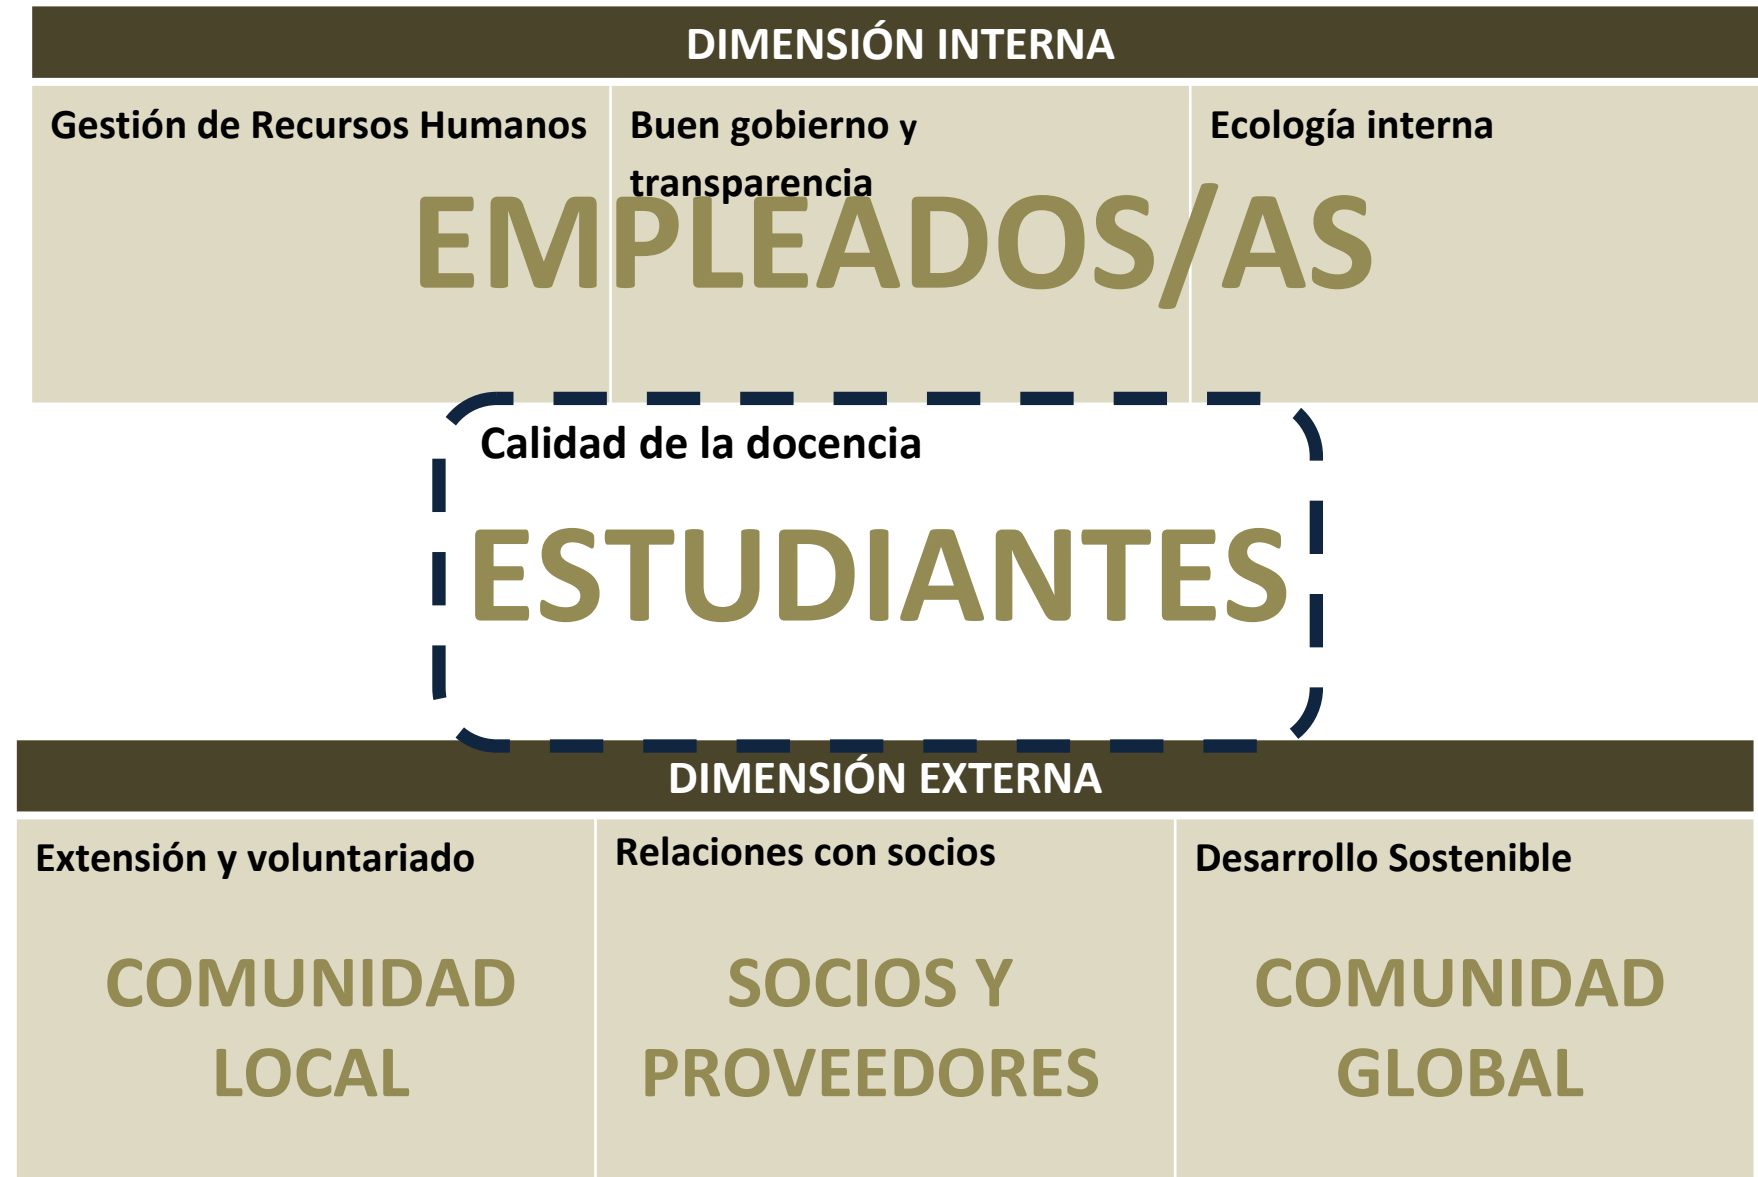 DIMENSIÓN INTERNA
Gestión de Recursos Humanos
Buen gobierno y
transparencia
Ecología interna
EMPLEADOS/AS
Calidad de la docencia
ESTUDIANTES
DIMENSIÓN EXTERNA
Extensión y voluntariado
COMUNIDAD
LOCAL
Relaciones con socios
SOCIOS Y
PROVEEDORES
Desarrollo Sostenible
COMUNIDAD
GLOBAL